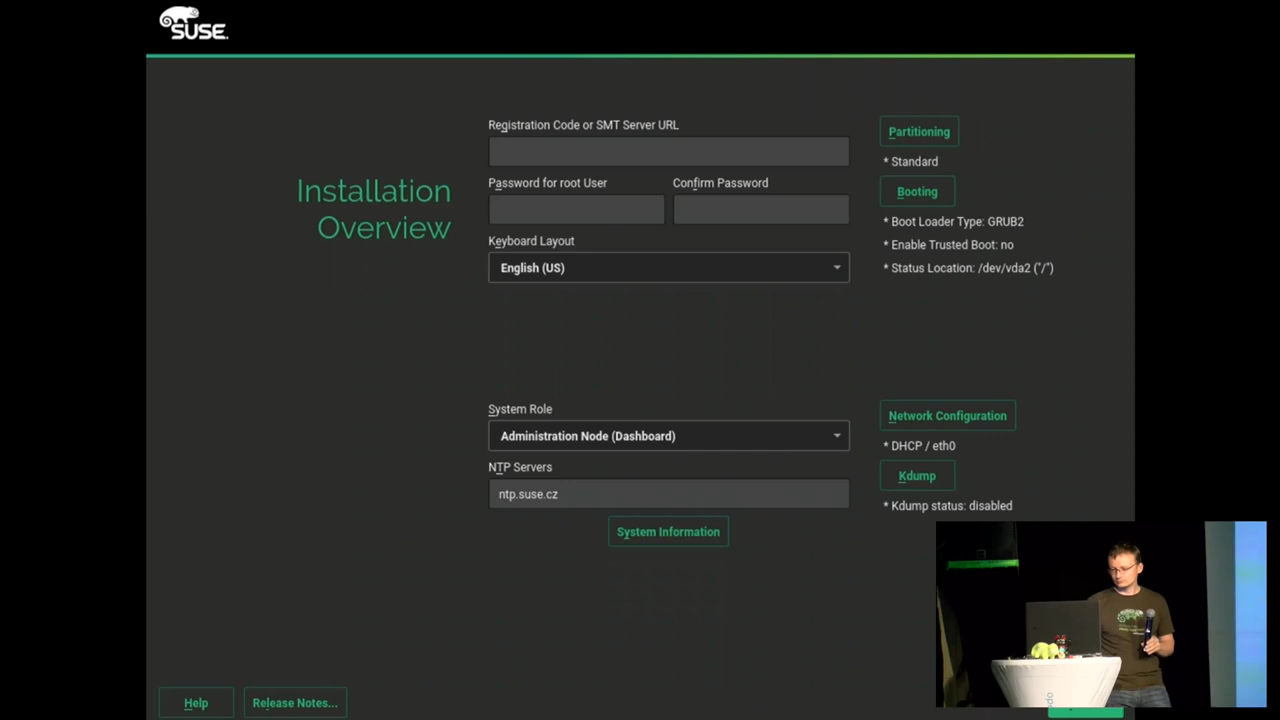 SUSE.
Installation
Overview
Registration Code or SMT Server URL
Password for root User
Confirm Password
Keyboard Layout
English (US)
System Role
Administration Node (Dashboard)
NTP Servers
ntp.suse.cz
System Information
Partitioning
* Standard
Booting
* Boot Loader Type: GRUB2
* Enable Trusted Boot: no
* Status Location: /dev/vda2 ("/")
Network Configuration
* DHCP / eth0
Kdump
* Kdump status: disabled
Help
Release Notes...